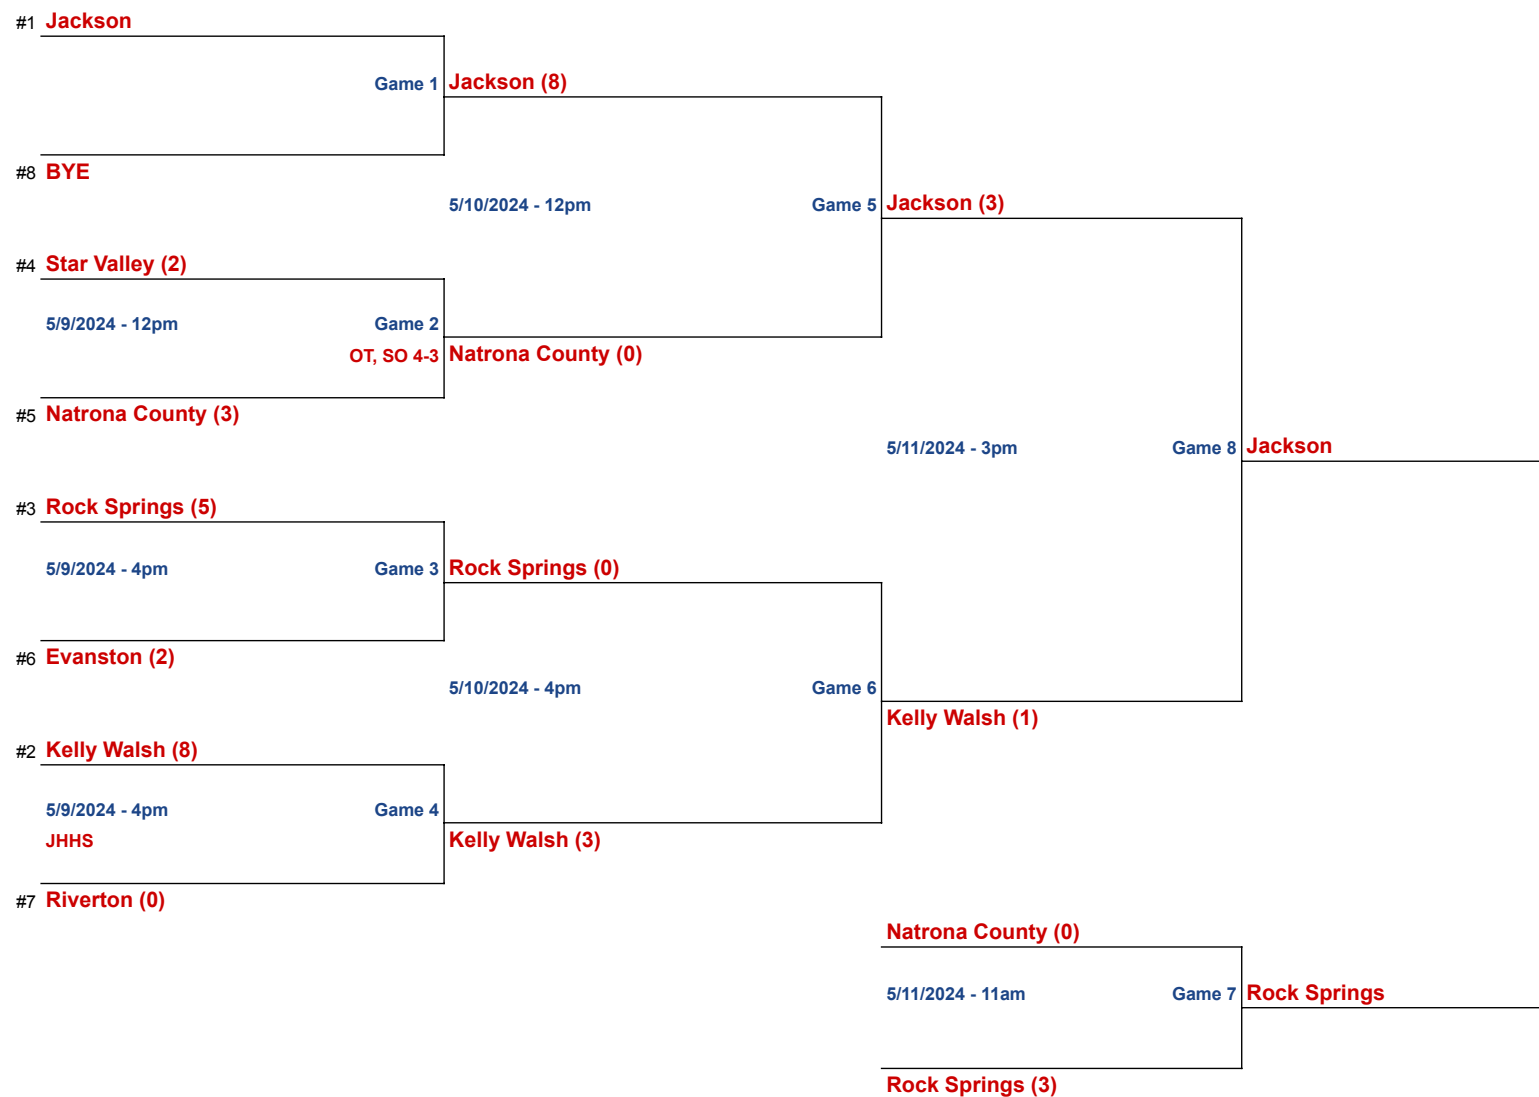 #1 Jackson
Game 1 Jackson (8)
#8 BYE
5/10/2024 - 12pm Game 5 Jackson (3)
#4 Star Valley (2)
5/9/2024 - 12pm Game 2
OT, SO 4-3 Natrona County (0)
#5 Natrona County (3)
5/11/2024 - 3pm Game 8 Jackson
#3 Rock Springs (5)
5/9/2024 - 4pm Game 3 Rock Springs (0)
#6 Evanston (2)
5/10/2024 - 4pm Game 6
Kelly Walsh (1)
#2 Kelly Walsh (8)
5/9/2024 - 4pm Game 4
JHHS Kelly Walsh (3)
#7 Riverton (0)
Natrona County (0)
5/11/2024 - 11am Game 7 Rock Springs
Rock Springs (3)